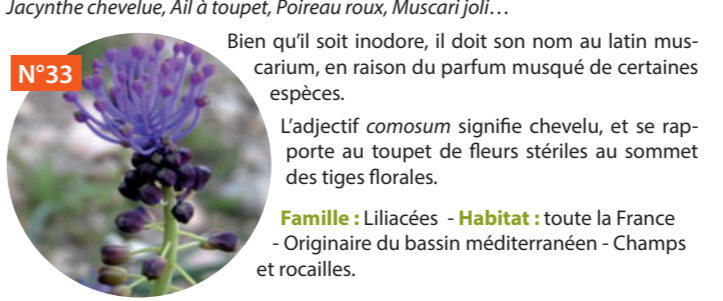 Jacynthe chevelue, Ail à toupet, Poireau roux, Muscari joli…
N°33
Bien qu'il soit inodore, il doit son nom au latin mus-
carium, en raison du parfum musqué de certaines
espèces.
L'adjectif comosum signifie chevelu, et se rap-
porte au toupet de fleurs stériles au sommet
des tiges florales.
Famille : Liliacées - Habitat : toute la France
- Originaire du bassin méditerranéen - Champs
et rocailles.